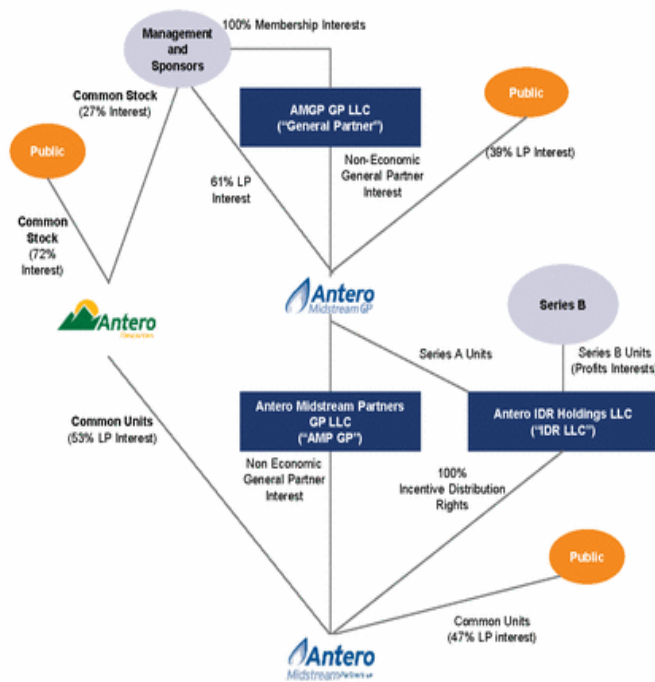 100% Membership Interests
Management
and
Sponsors
Common Stock
(27% Interest)
AMGP GP LLC
("General Partner")
Public
Public
61% LP
Interest
Non-Economic
General Partner
Interest
(39% LP Interest)
Common
Stock
(72%
Interest)
Antero
Antero
Midstream GP
Series B
Series A Units
Series B Units
(Profits Interests)
Common Units
(53% LP Interest)
Antero Midstream Partners
GP LLC
("AMP GP")
Antero IDR Holdings LLC
("IDR LLC")
Non Economic
General Partner
Interest
100%
Incentive Distribution
Rights
Public
Common Units
(47% LP interest)
Antero
Midstream Partners LP